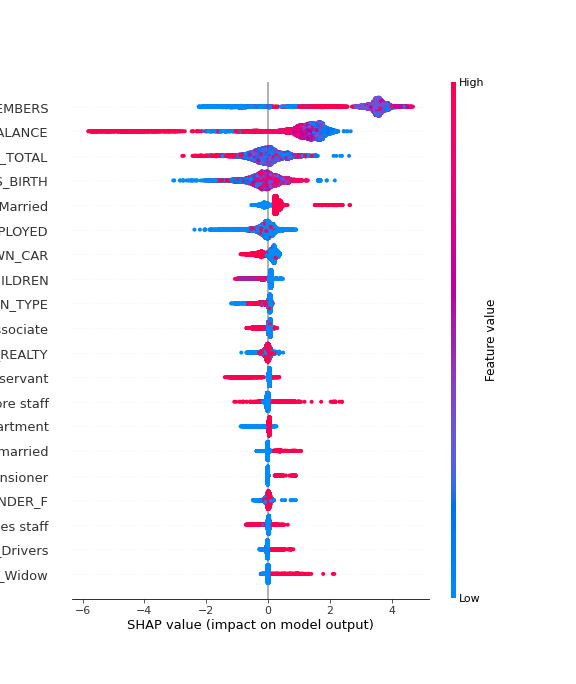 High
EMBERS
ALANCE
_TOTAL
S_BIRTH
Married
PLOYED
WN_CAR
ILDREN
N_TYPE
ssociate
REALTY
servant
ore staff
artment
married
nsioner
NDER_F
es staff
_Drivers
_Widow
Feature value
Low
−6 −4 −2 0 2 4
SHAP value (impact on model output)